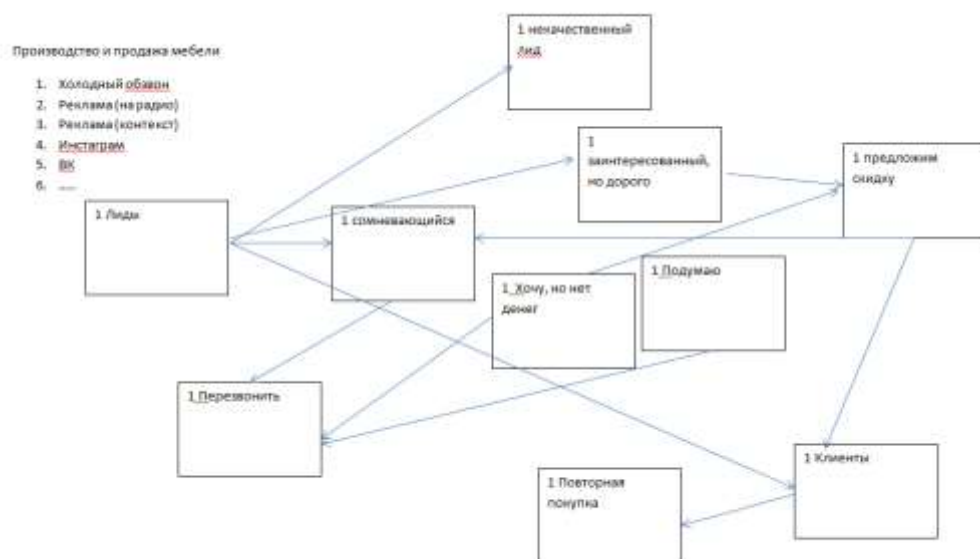 Производство и продажа мебели
1. Холодный обзвон
2. Реклама (на радио)
3. Реклама (контекст)
4. Инстаграм
5. ВК
6. .....
1 некачественный
лид
1
заинтересованный,
но дорого
1 предложим
скидку
1 Лиды
1 сомневающийся
1 Хочу, но нет
денег
1 Подумаю
1 Перезвонить
1 Клиенты
1 Повторная
покупка